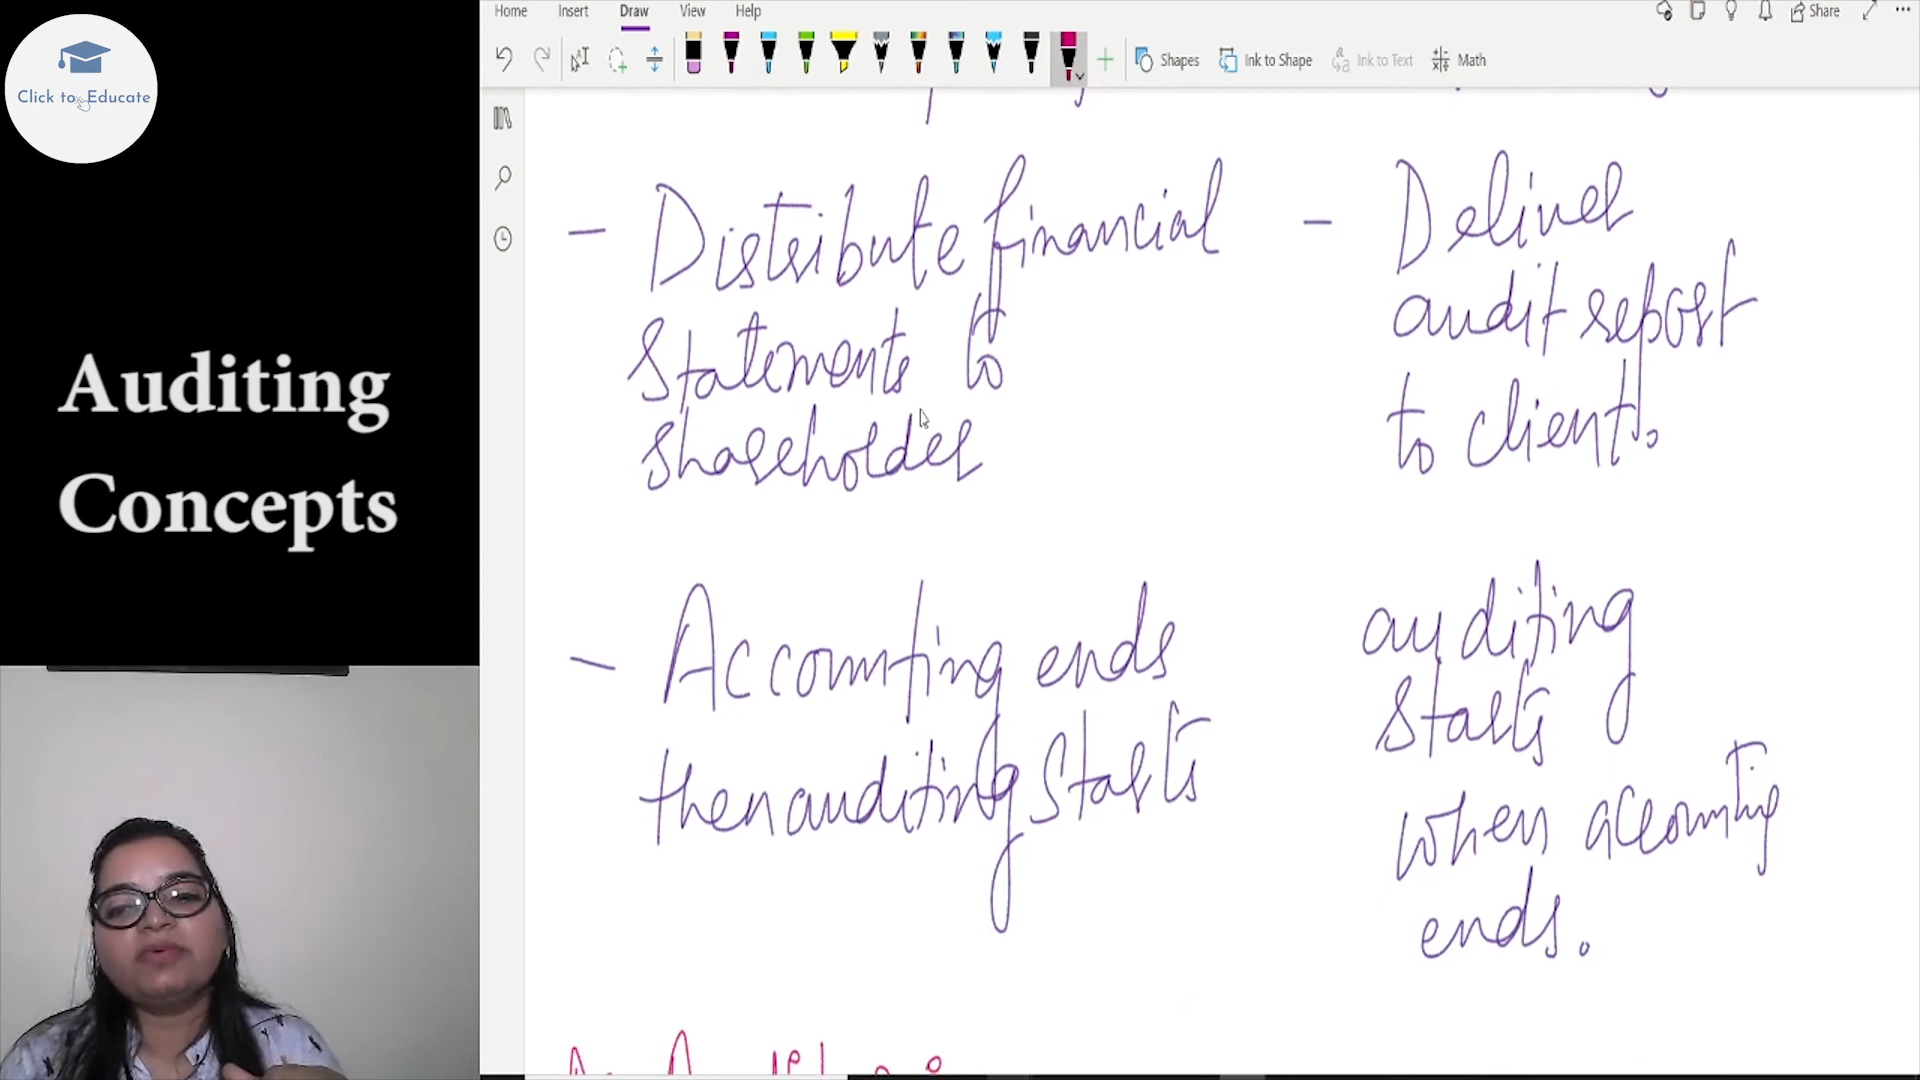 Click to Educate
Auditing
Concepts
Home Insert Draw View Help
Share
Shapes Ink to Shape Ink to Text Math
- Distribute financial
statements to
shareholder
- Deliver
audit report
to client.
- Accounting ends
then auditing starts
auditing
starts
when accounting
ends.